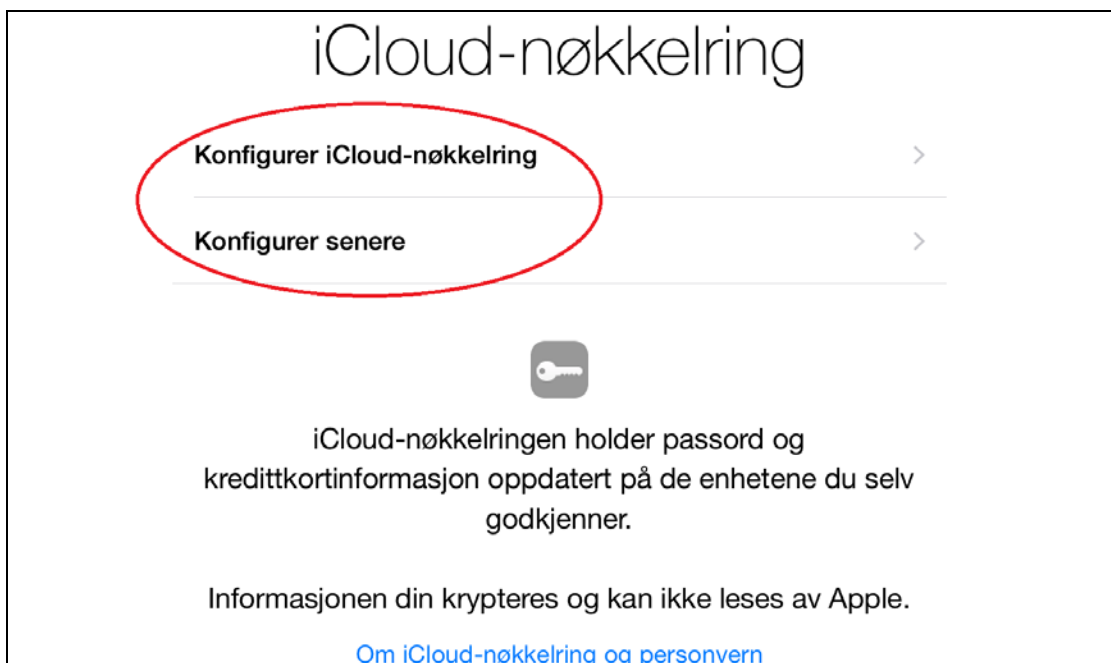 iCloud-nøkkelring
Konfigurer iCloud-nøkkelring
Konfigurer senere
iCloud-nøkkelringen holder passord og
kredittkortinformasjon oppdatert på de enhetene du selv
godkjenner.
Informasjonen din krypteres og kan ikke leses av Apple.
Om iCloud-nøkkelring og personvern